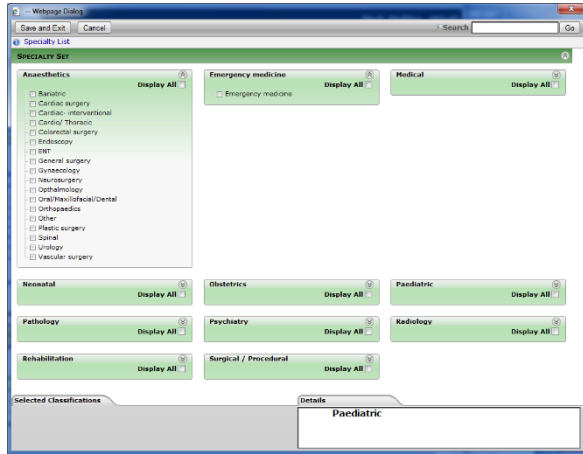 -- Webpage Dialog
Save and Exit Cancel Search Go
Specialty List
SPECIALTY SET
Anaesthetics
Display All
Bariatric
Cardiac surgery
Cardiac- interventional
Cardio/ Thoracic
Colorectal surgery
Endoscopy
ENT
General surgery
Gynaecology
Neurosurgery
Opthalmology
Oral/Maxillofacial/Dental
Orthopaedics
Other
Plastic surgery
Spinal
Urology
Vascular surgery
Emergency medicine
Display All
Emergency medicine
Medical
Display All
Neonatal
Display All
Obstetrics
Display All
Paediatric
Display All
Pathology
Display All
Psychiatry
Display All
Radiology
Display All
Rehabilitation
Display All
Surgical / Procedural
Display All
Selected Classifications
Details
Paediatric